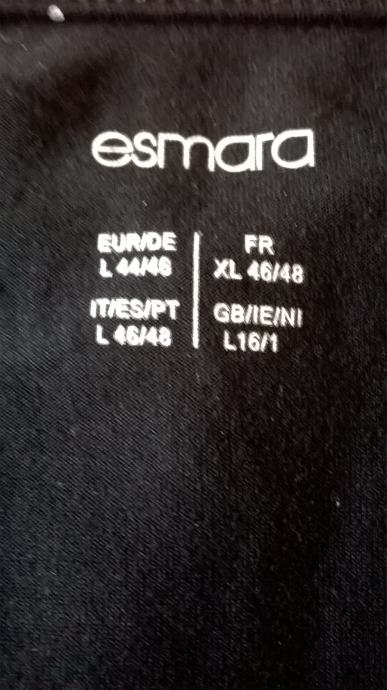 esmara
EUR/DE
L 44/46
FR
XL 46/48
IT/ES/PT
L 46/48
GB/IE/NI
L16/1